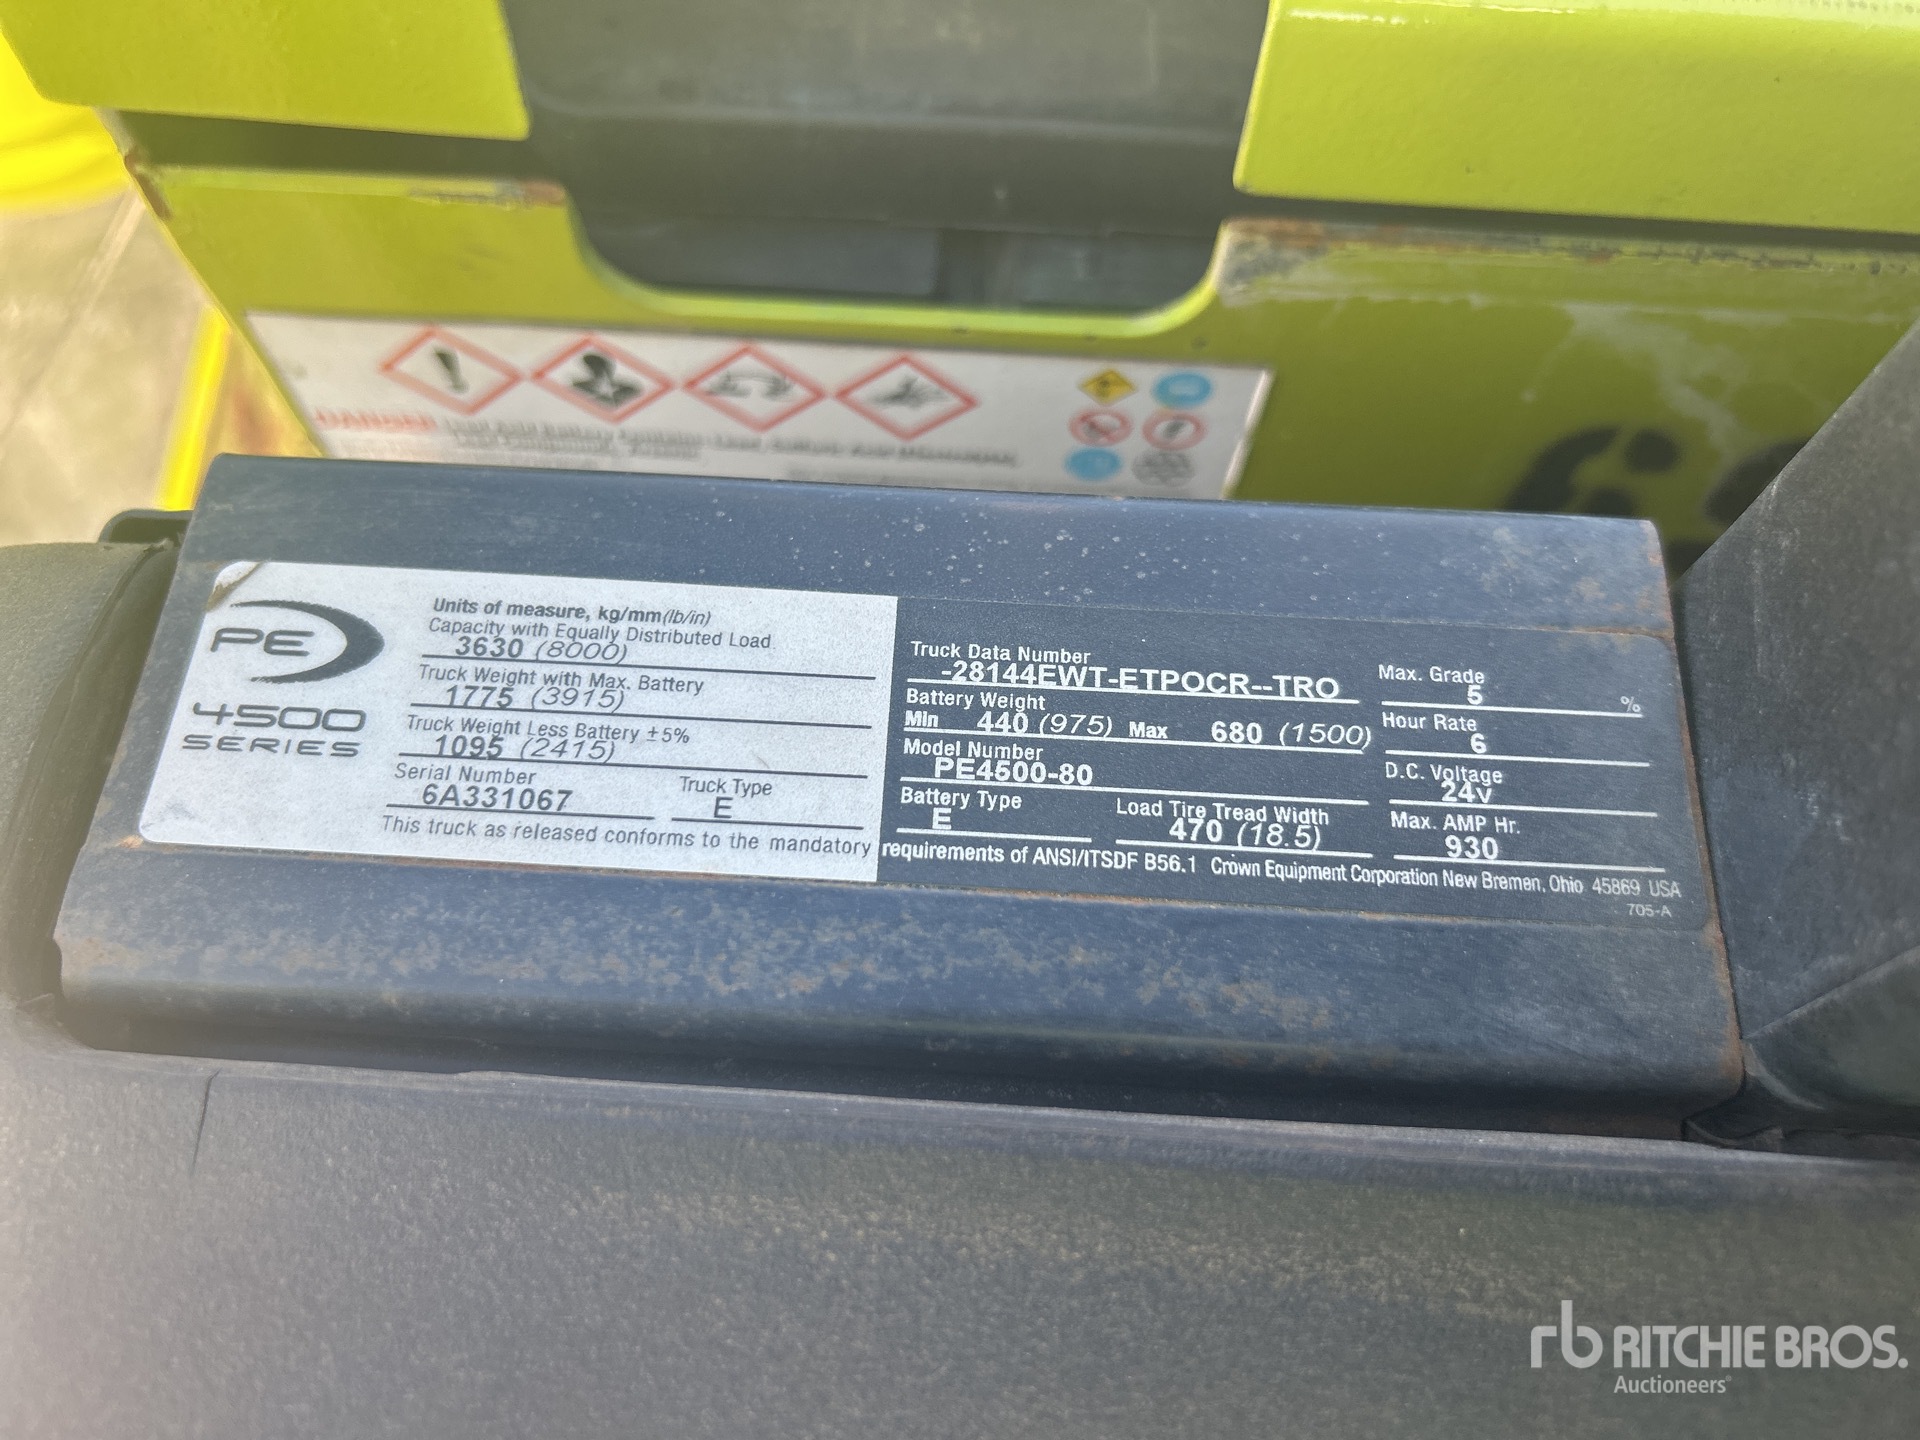 DANGER
PE
4500
SERIES
Units of measure, kg/mm(lb/in)
Capacity with Equally Distributed Load
3630 (8000)
Truck Weight with Max. Battery
1775 (3915)
Truck Weight Less Battery ±5%
1095 (2415)
Serial Number
6A331067
Truck Type
E
Truck Data Number
-28144EWT-ETPOCR--TRO
Battery Weight
Min 440 (975) Max 680 (1500)
Model Number
PE4500-80
Battery Type
E
Load Tire Tread Width
470 (18.5)
Max. Grade
5 %
Hour Rate
6
D.C. Voltage
24v
Max. AMP Hr.
930
This truck as released conforms to the mandatory requirements of ANSI/ITSDF B56.1 Crown Equipment Corporation New Bremen, Ohio 45869 USA
705-A
rb RITCHIE BROS.
Auctioneers